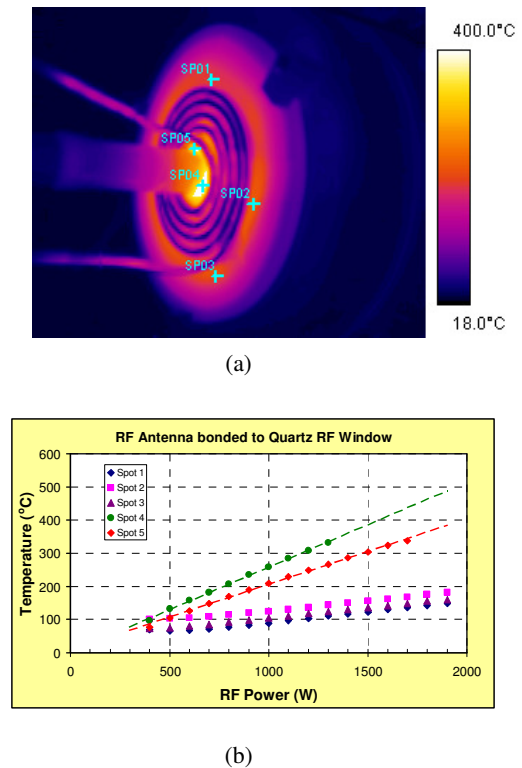 400.0°C
SP01
SP05
SP04
SP02
SP03
18.0°C
(a)
RF Antenna bonded to Quartz RF Window
600
500
400
300
200
100
0
Temperature (°C)
Spot 1
Spot 2
Spot 3
Spot 4
Spot 5
0 500 1000 1500 2000
RF Power (W)
(b)